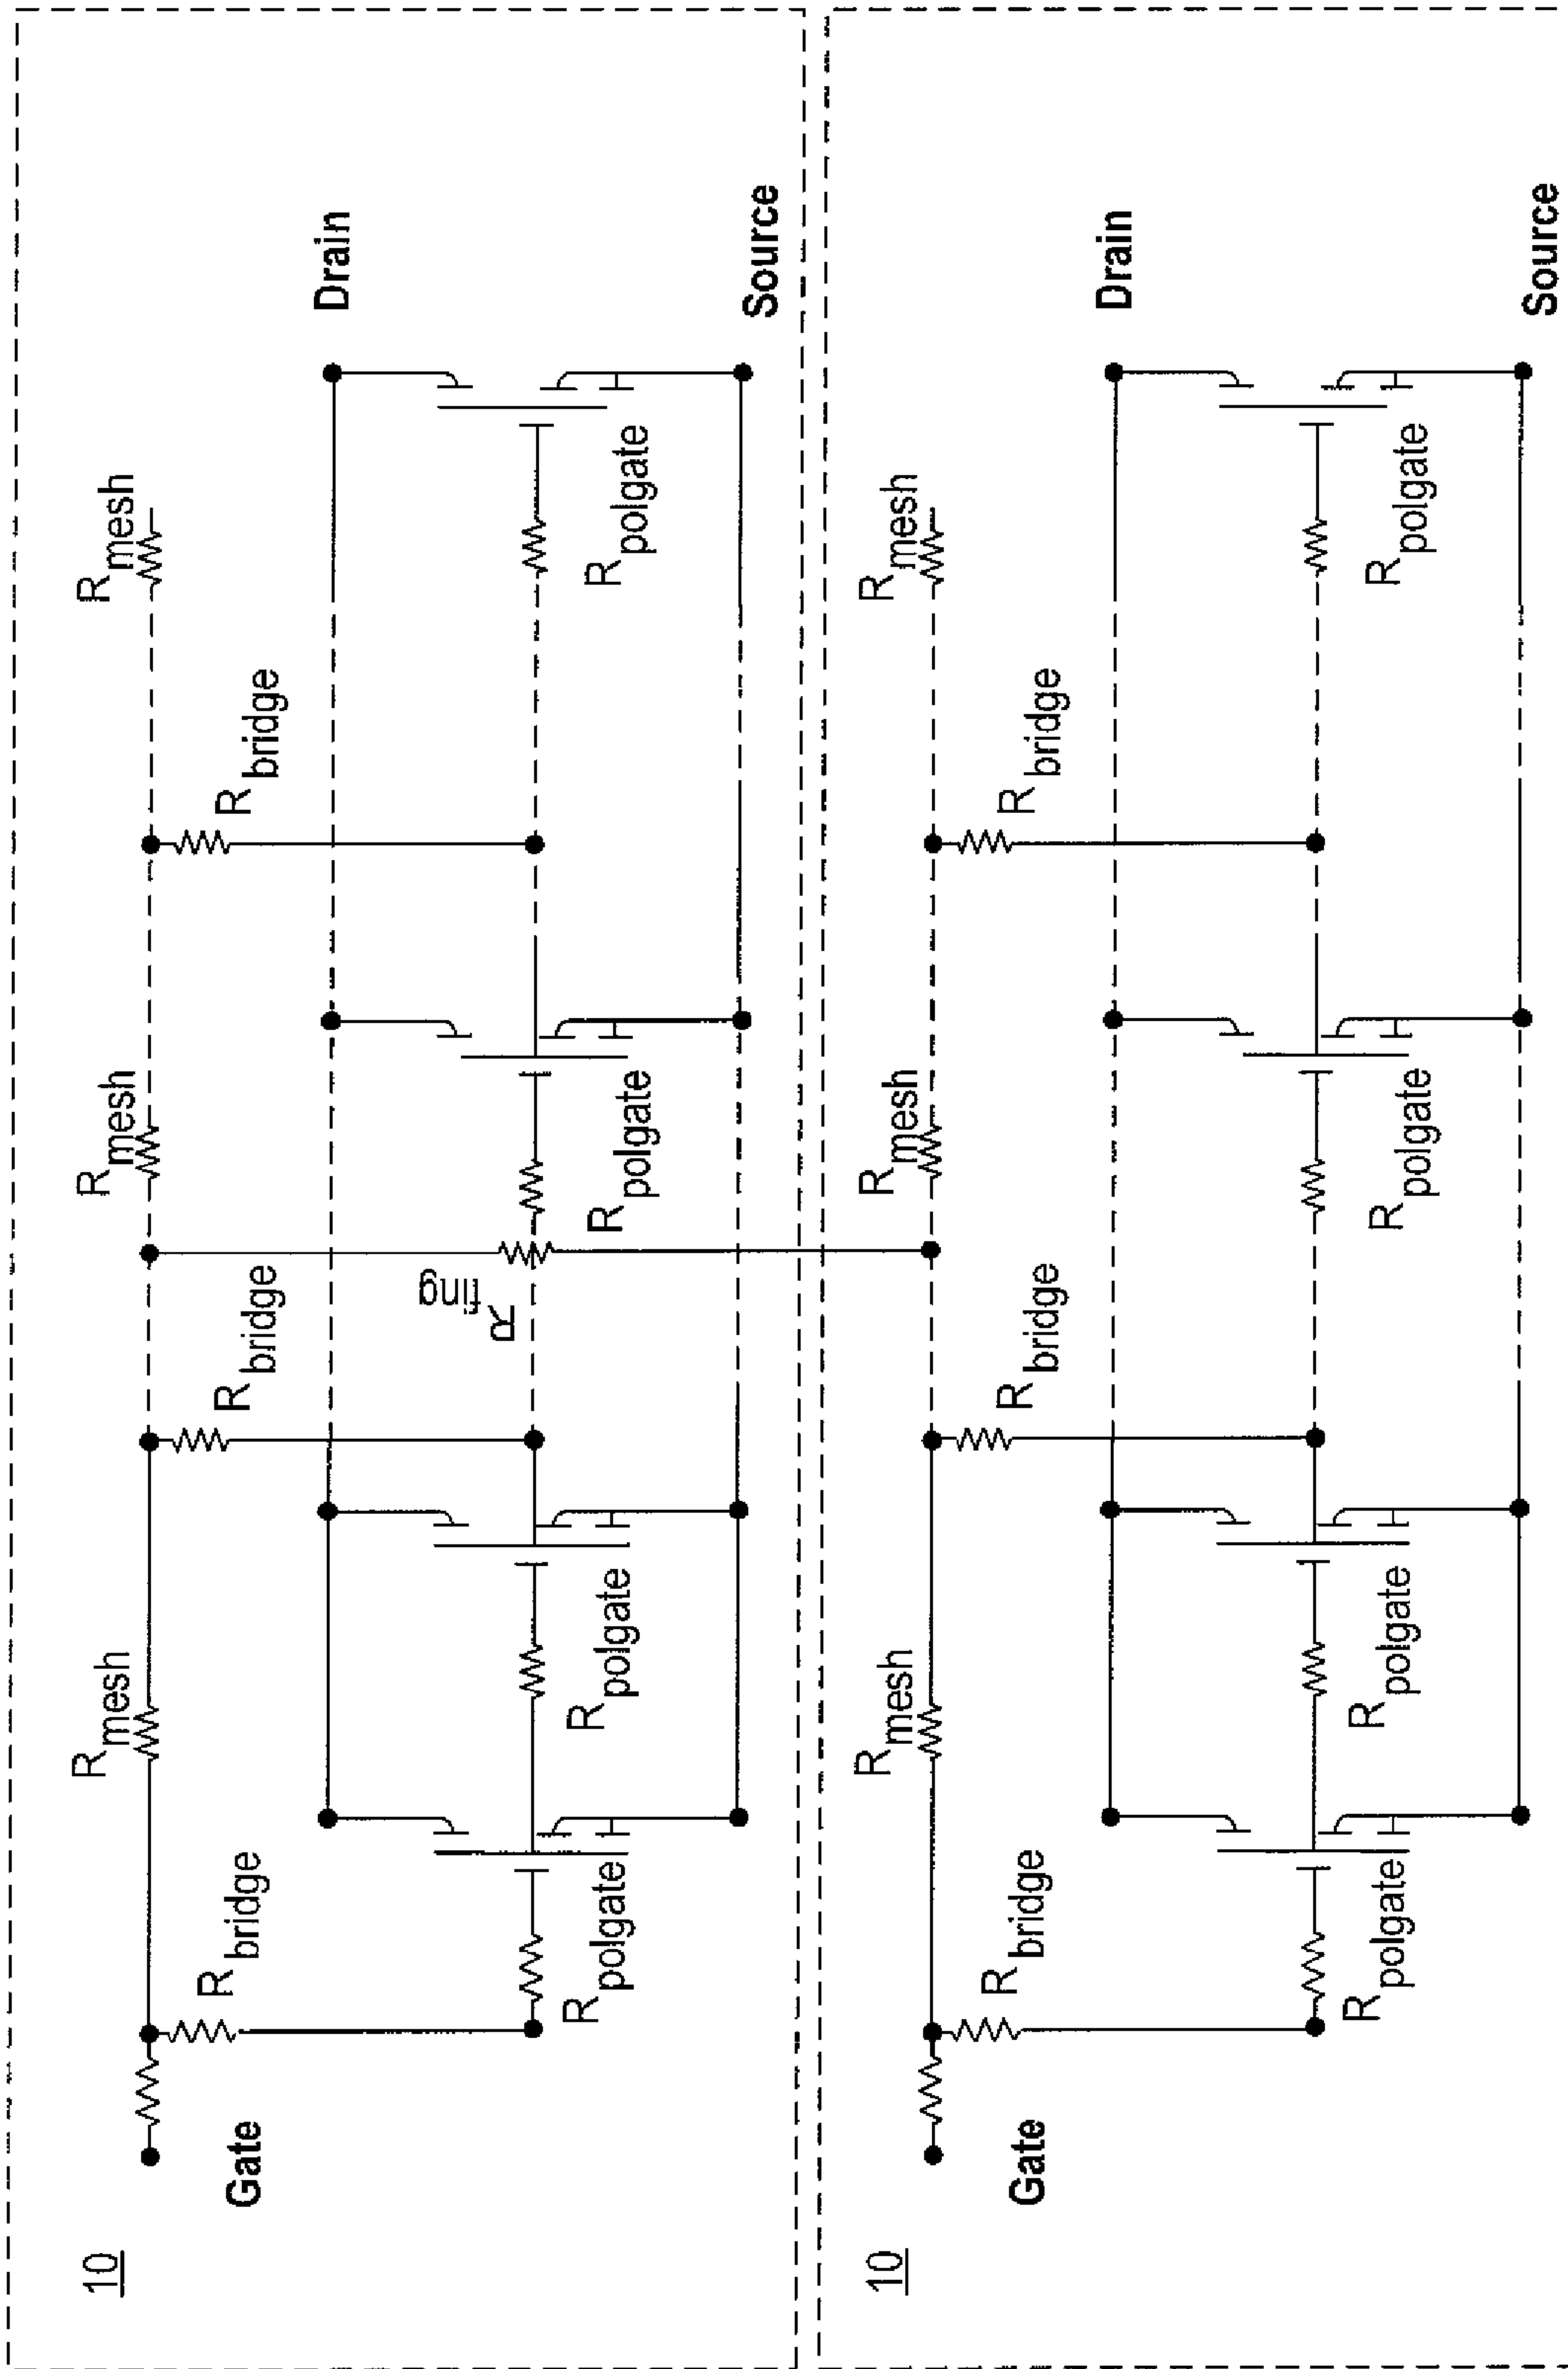 10
R mesh
R mesh
R mesh
Gate
R bridge
R bridge
R bridge
Drain
R fing
R polgate
R polgate
R polgate
R polgate
Source
10
R mesh
R mesh
R mesh
Gate
R bridge
R bridge
R bridge
Drain
R polgate
R polgate
R polgate
R polgate
Source